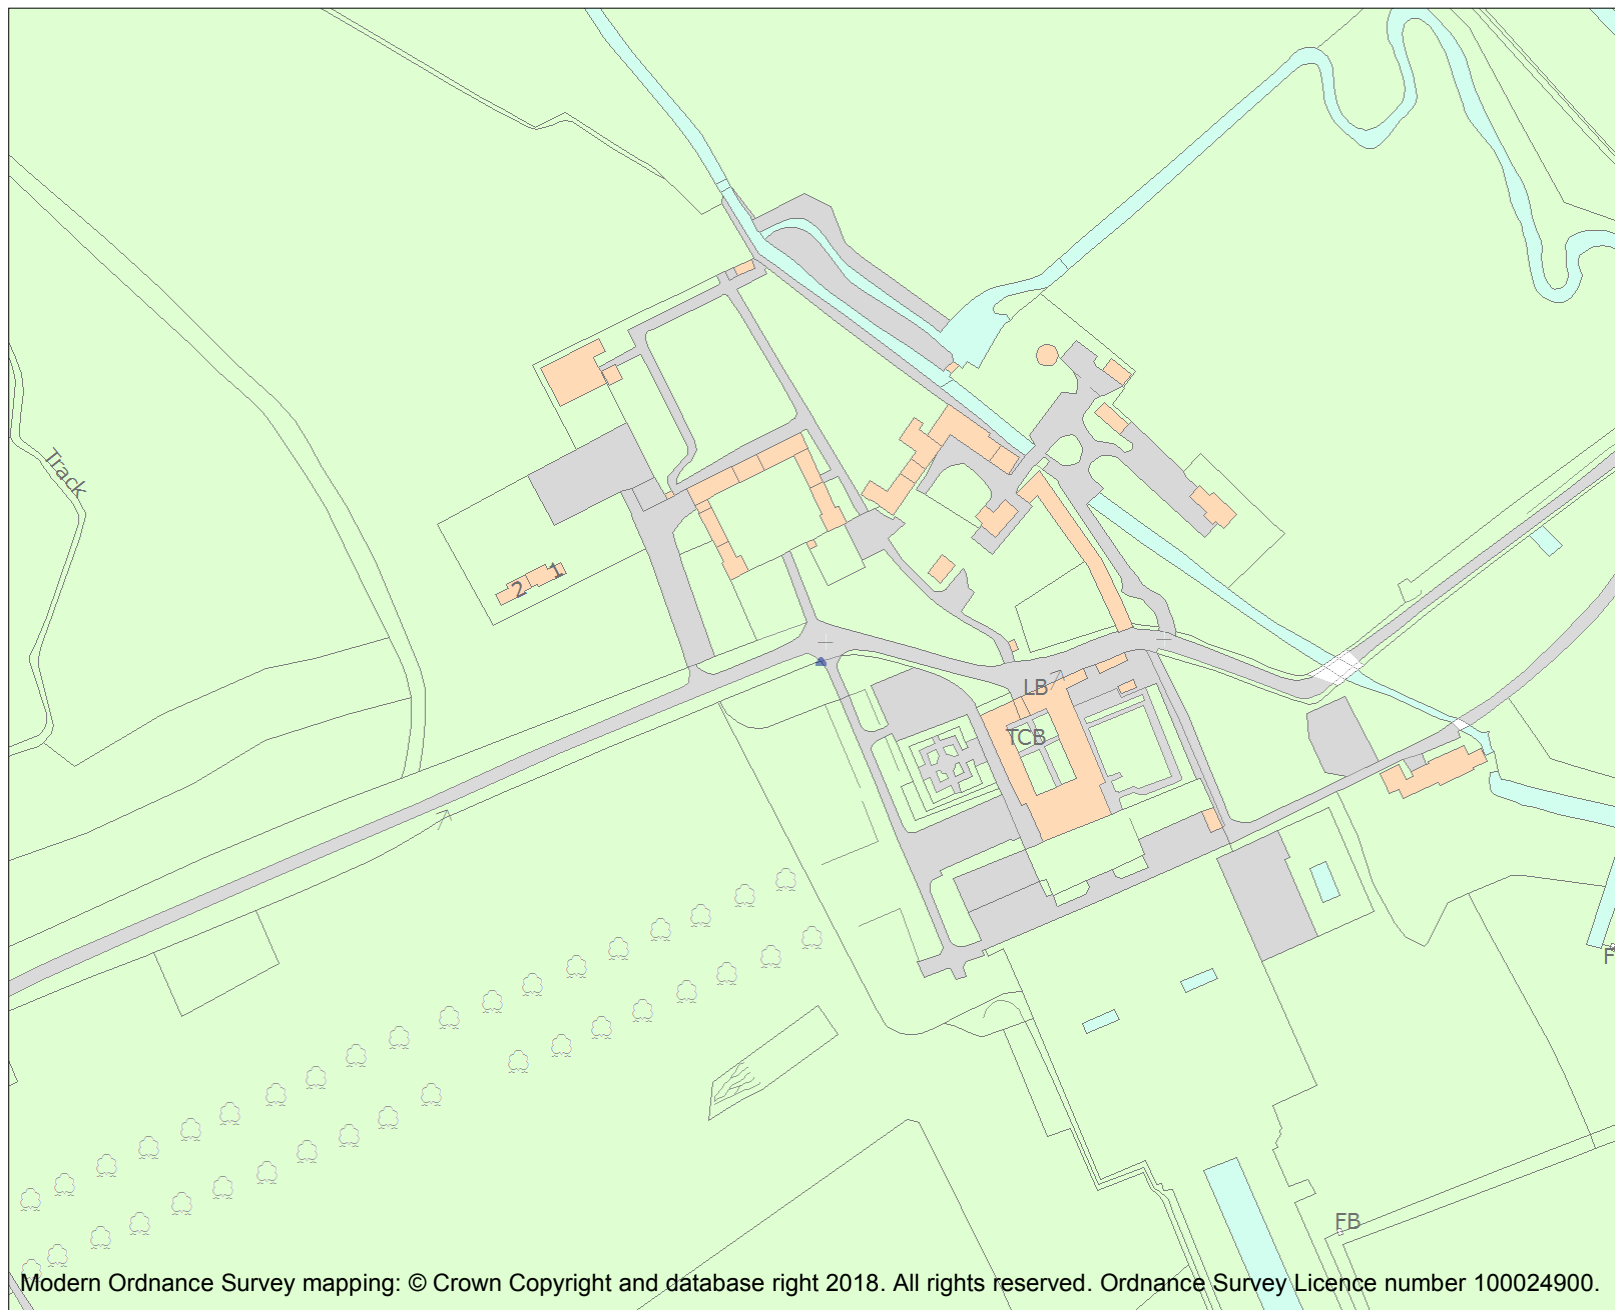 Track
2 1
LB
TCB
F
FB
Modern Ordnance Survey mapping: © Crown Copyright and database right 2018. All rights reserved. Ordnance Survey Licence number 100024900.